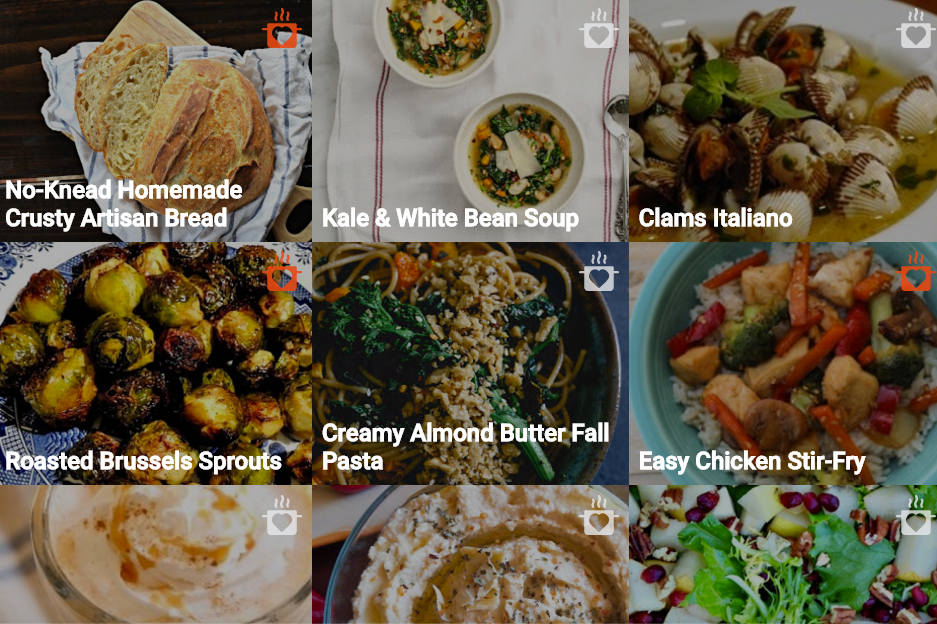 No-Knead Homemade
Crusty Artisan Bread
Kale & White Bean Soup
Clams Italiano
Roasted Brussels Sprouts
Creamy Almond Butter Fall
Pasta
Easy Chicken Stir-Fry